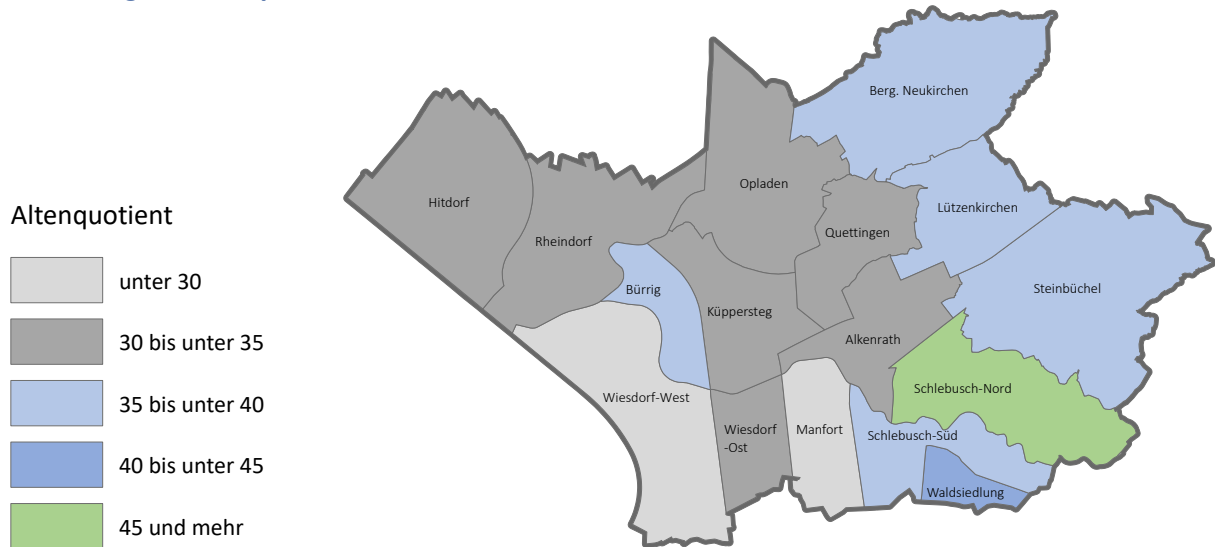 Berg. Neukirchen
Opladen
Hitdorf
Lützenkirchen
Altenquotient
Quettingen
Rheindorf
unter 30
Bürrig
Steinbüchel
Küppersteg
30 bis unter 35
Alkenrath
Schlebusch-Nord
35 bis unter 40
Wiesdorf-West
Wiesdorf
-Ost
Manfort
Schlebusch-Süd
40 bis unter 45
Waldsiedlung
45 und mehr